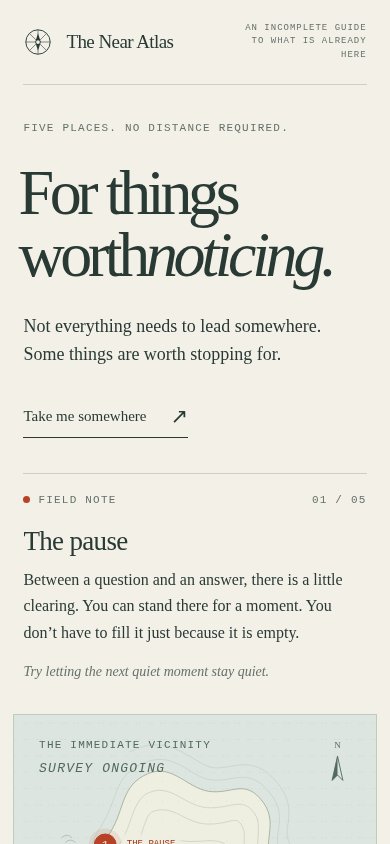 The Near Atlas
AN INCOMPLETE GUIDE
TO WHAT IS ALREADY
HERE
FIVE PLACES. NO DISTANCE REQUIRED.
For things
worth noticing.
Not everything needs to lead somewhere.
Some things are worth stopping for.
Take me somewhere ↗
FIELD NOTE 01 / 05
The pause
Between a question and an answer, there is a little
clearing. You can stand there for a moment. You
don’t have to fill it just because it is empty.
Try letting the next quiet moment stay quiet.
THE IMMEDIATE VICINITY
SURVEY ONGOING
N
1 THE PAUSE